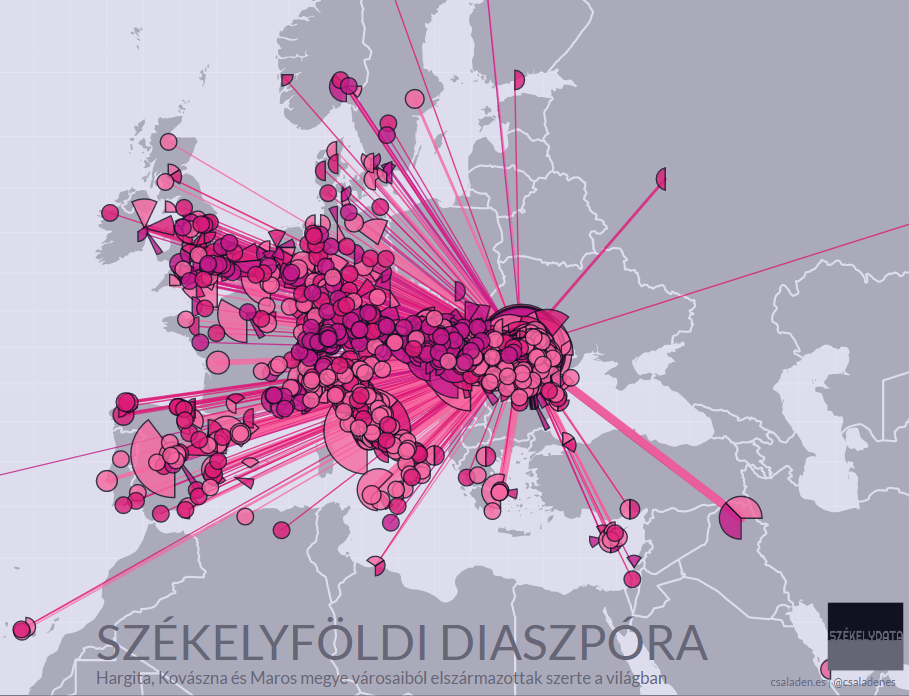 SZÉKELYFÖLDI DIASZPÓRA
SZÉKELYDATA
Hargita, Kovászna és Maros megye városaiból elszármazottak szerte a világban
csaladen.es | @csaladenes